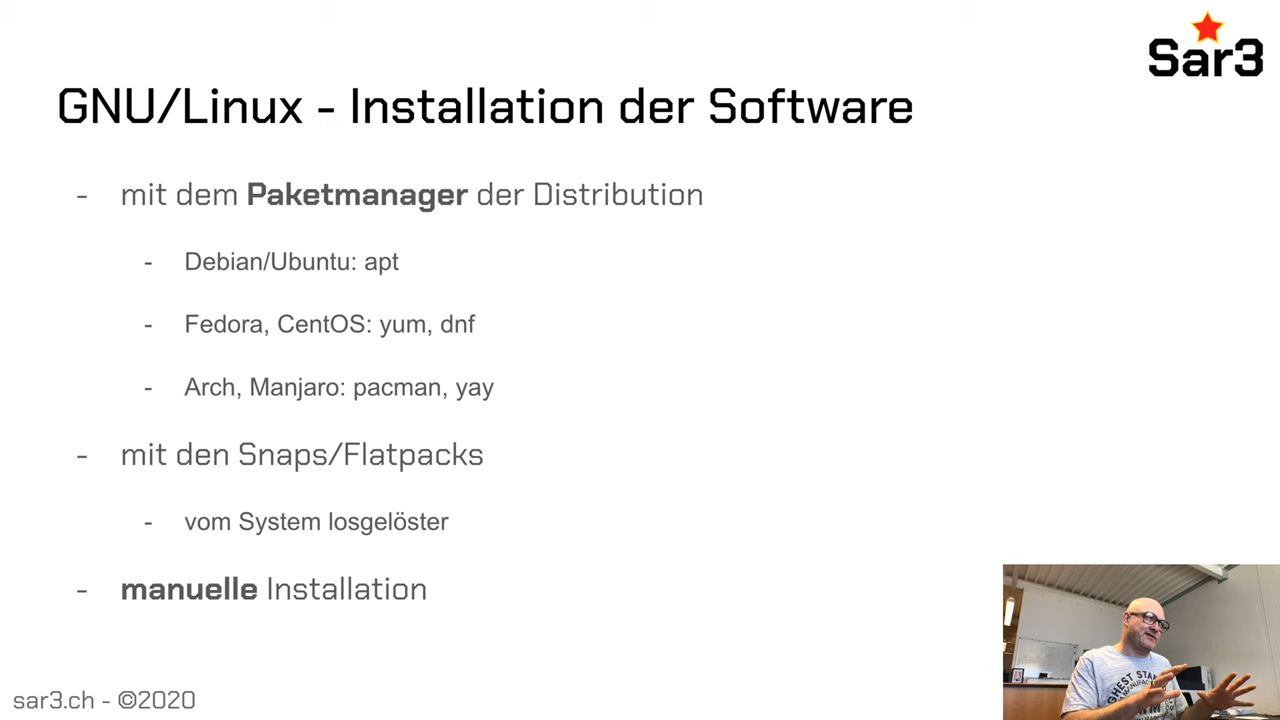 Sar3
GNU/Linux - Installation der Software
- mit dem Paketmanager der Distribution
- Debian/Ubuntu: apt
- Fedora, CentOS: yum, dnf
- Arch, Manjaro: pacman, yay
- mit den Snaps/Flatpacks
- vom System losgelöster
- manuelle Installation
sar3.ch - ©2020